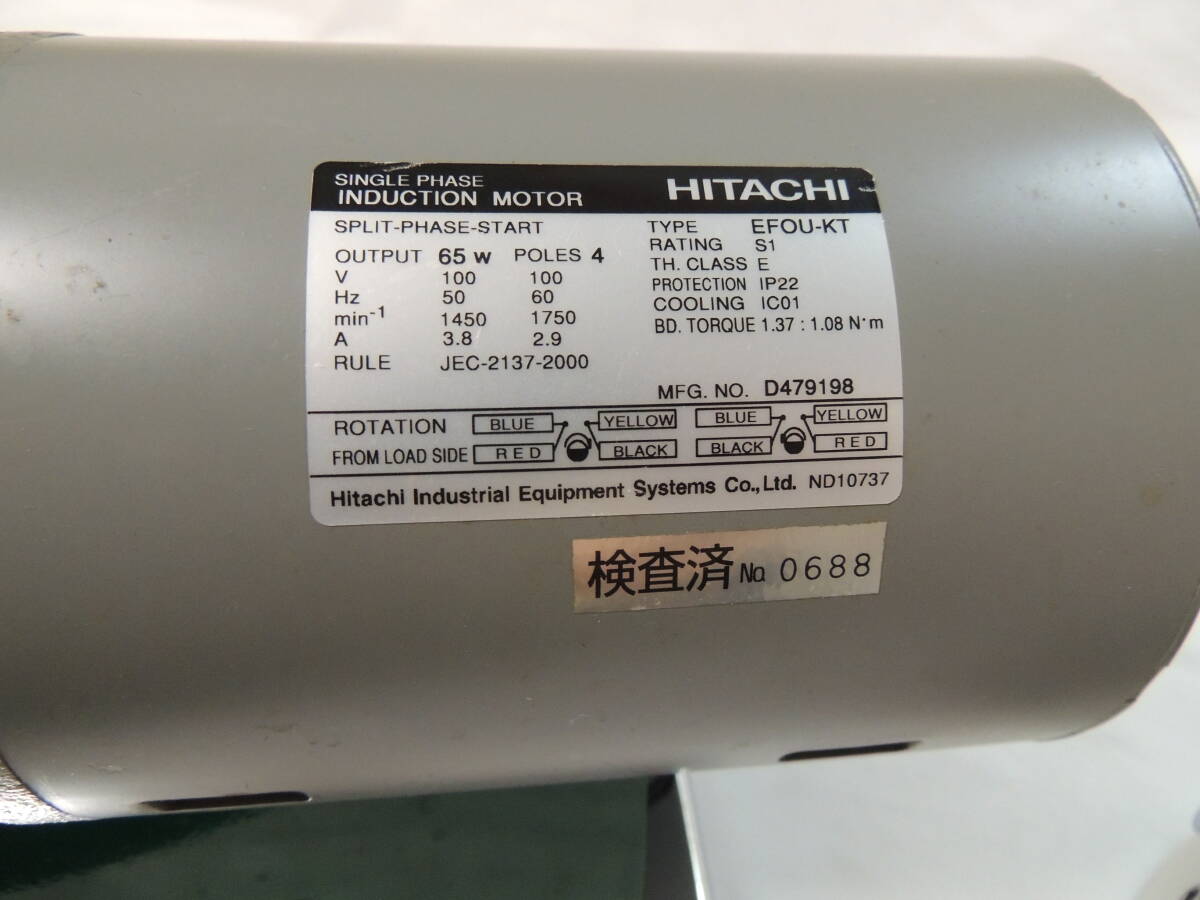 SINGLE PHASE
INDUCTION MOTOR HITACHI
SPLIT-PHASE-START TYPE EFOU-KT
RATING S1
OUTPUT 65 W POLES 4 TH. CLASS E
V 100 100 PROTECTION IP22
Hz 50 60 COOLING IC01
min-1 1450 1750 BD. TORQUE 1.37 : 1.08 N·m
A 3.8 2.9
RULE JEC-2137-2000
MFG. NO. D479198
ROTATION BLUE YELLOW BLUE YELLOW
FROM LOAD SIDE RED BLACK BLACK RED
Hitachi Industrial Equipment Systems Co., Ltd. ND10737
検査済 No 0688